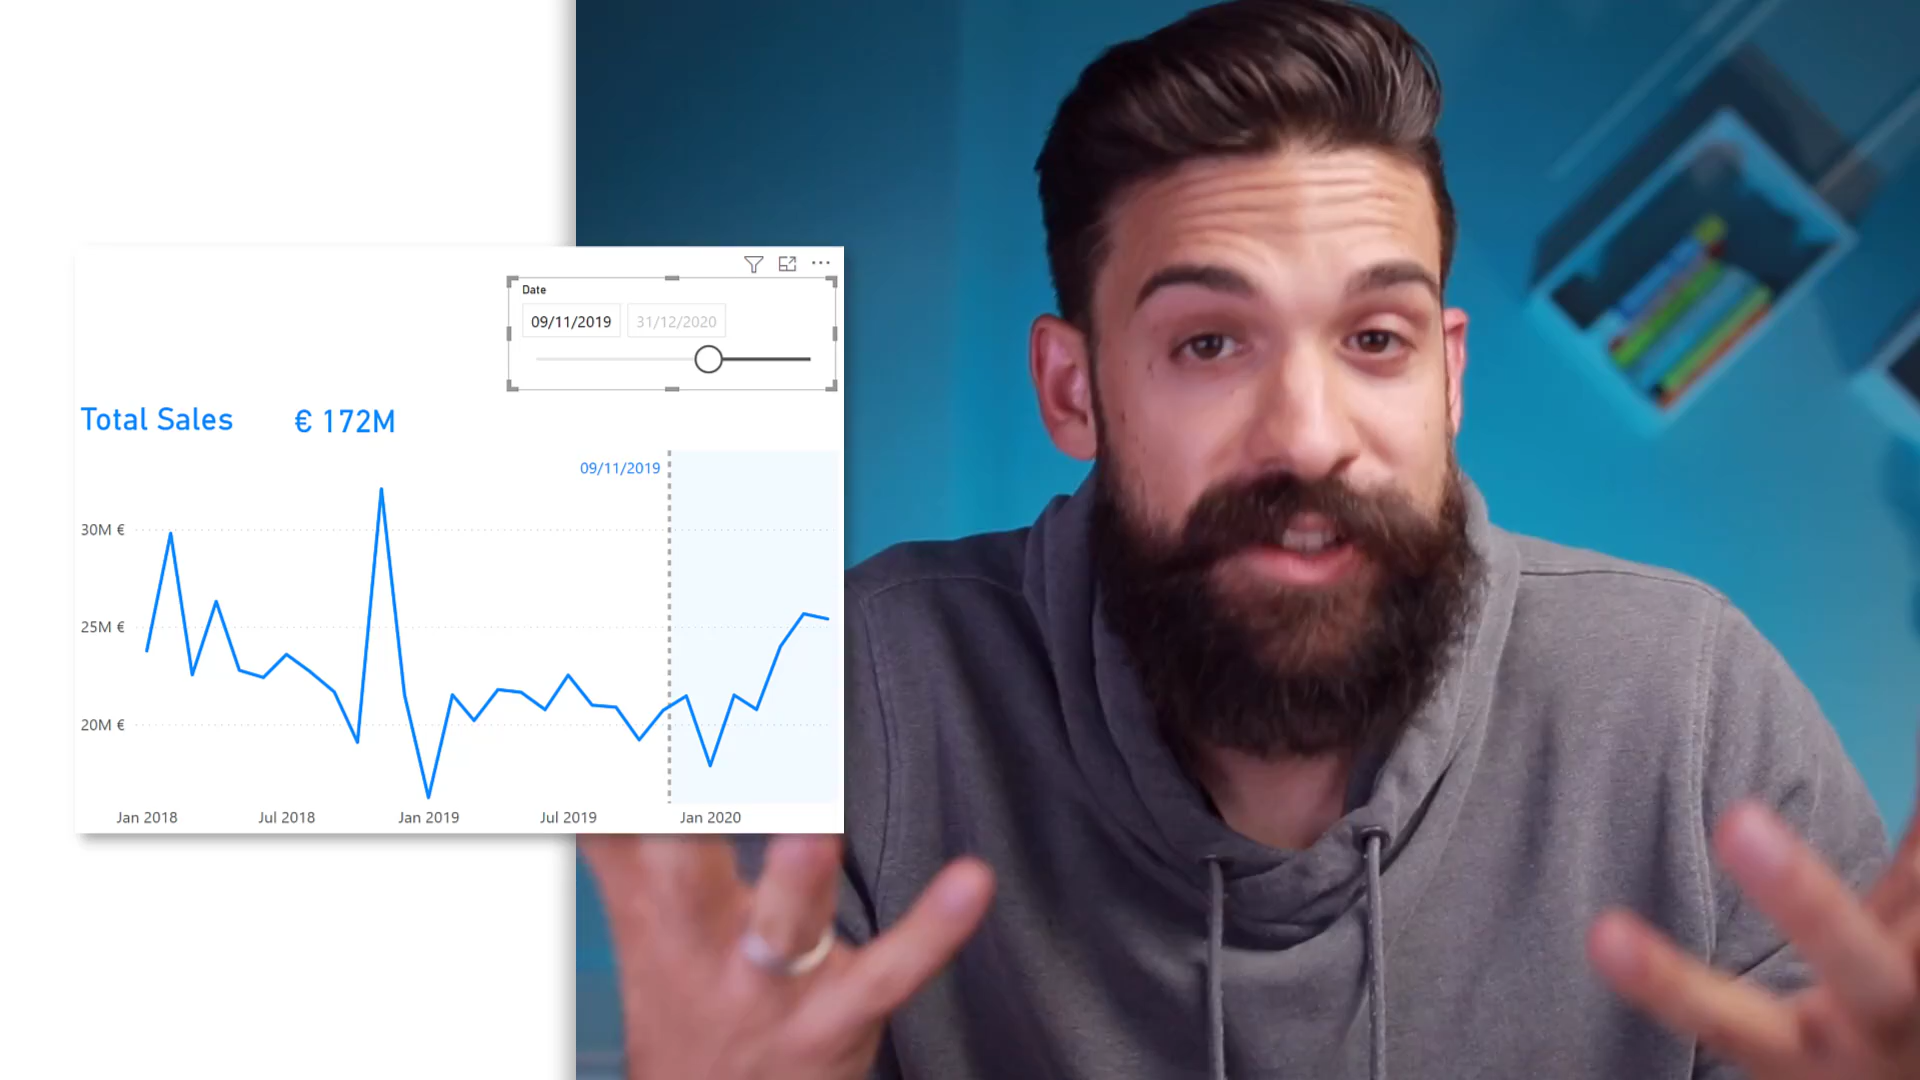 Date
09/11/2019 31/12/2020
Total Sales € 172M
09/11/2019
30M €
25M €
20M €
Jan 2018 Jul 2018 Jan 2019 Jul 2019 Jan 2020